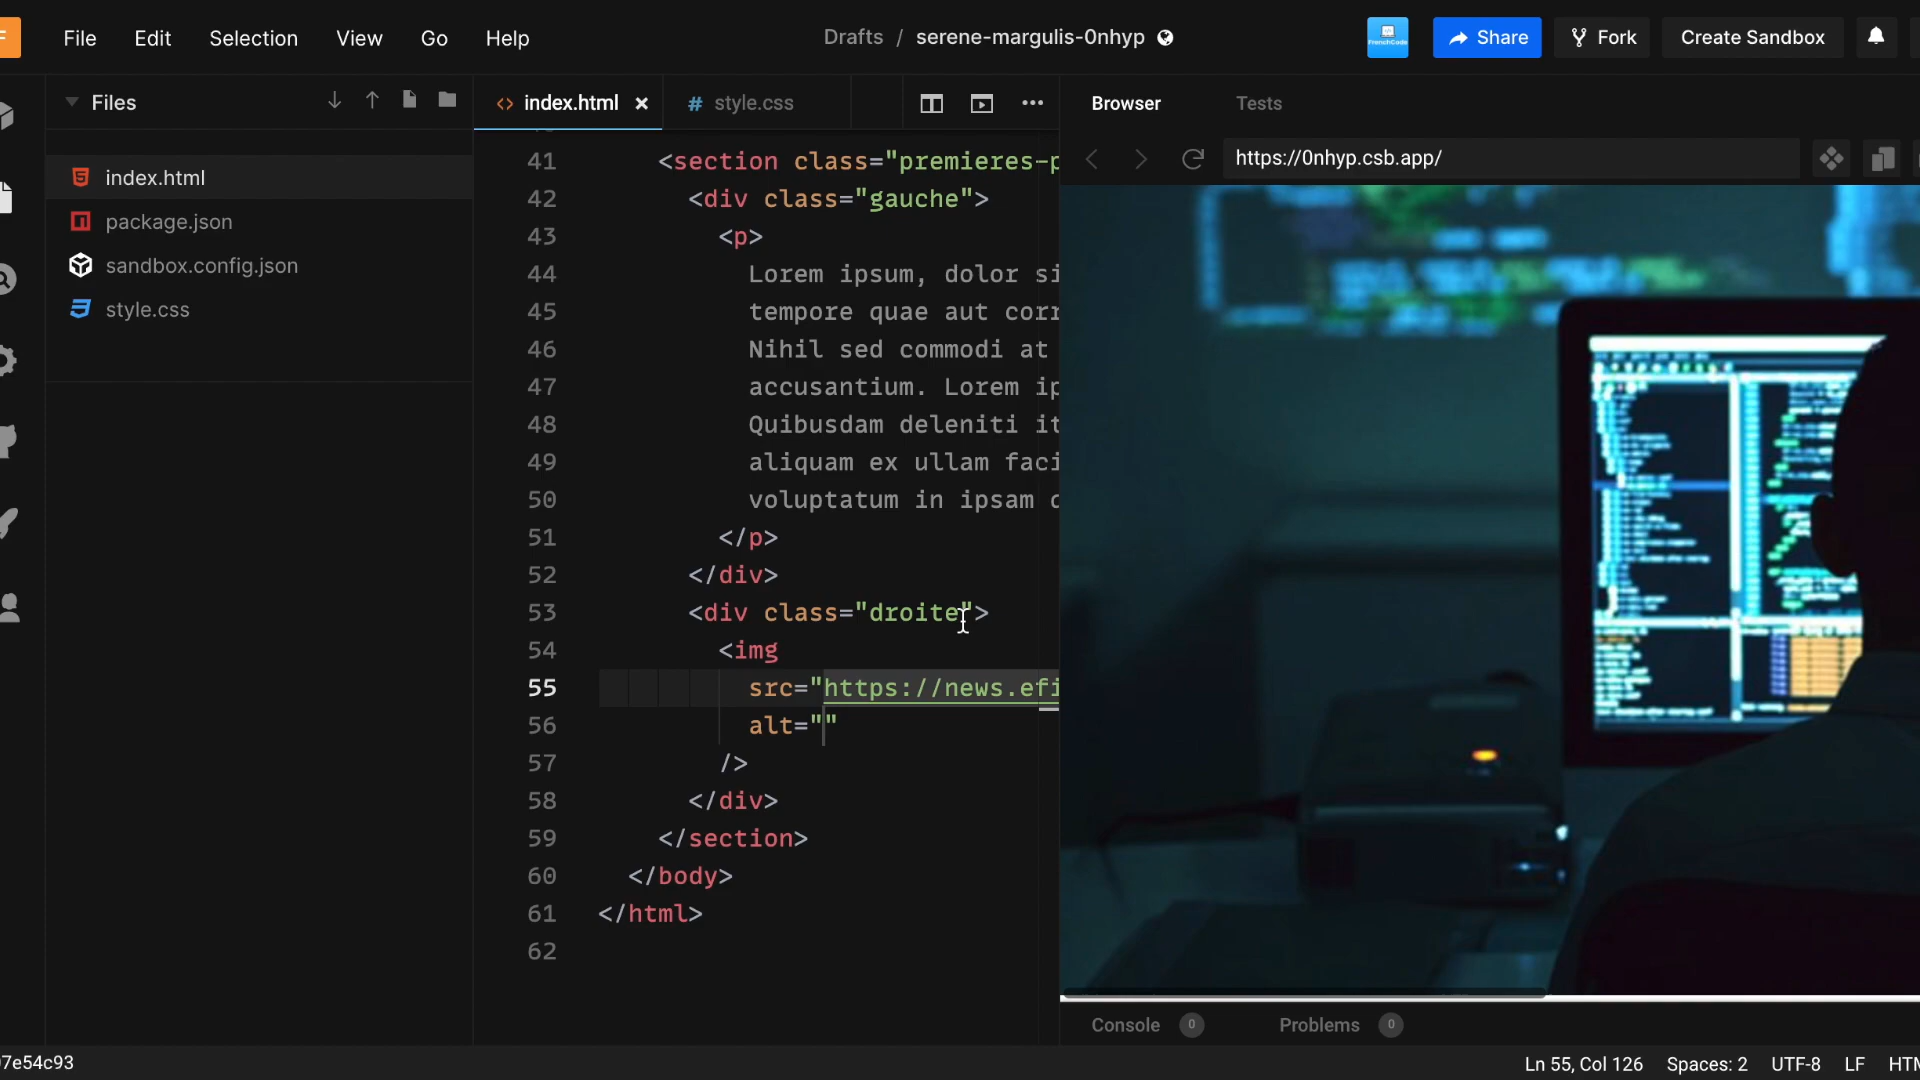 File Edit Selection View Go Help
Drafts / serene-margulis-0nhyp
FrenchCode
Share
Fork
Create Sandbox
Files
index.html
package.json
sandbox.config.json
style.css
<> index.html ×
# style.css
41 <section class="premieres-p
42 <div class="gauche">
43 <p>
44 Lorem ipsum, dolor si
45 tempore quae aut corr
46 Nihil sed commodi at
47 accusantium. Lorem ip
48 Quibusdam deleniti it
49 aliquam ex ullam faci
50 voluptatum in ipsam
51 </p>
52 </div>
53 <div class="droite">
54 <img
55 src="https://news.efi
56 alt=""
57 />
58 </div>
59 </section>
60 </body>
61 </html>
62
Browser Tests
https://0nhyp.csb.app/
Console 0 Problems 0
7e54c93
Ln 55, Col 126 Spaces: 2 UTF-8 LF HTM